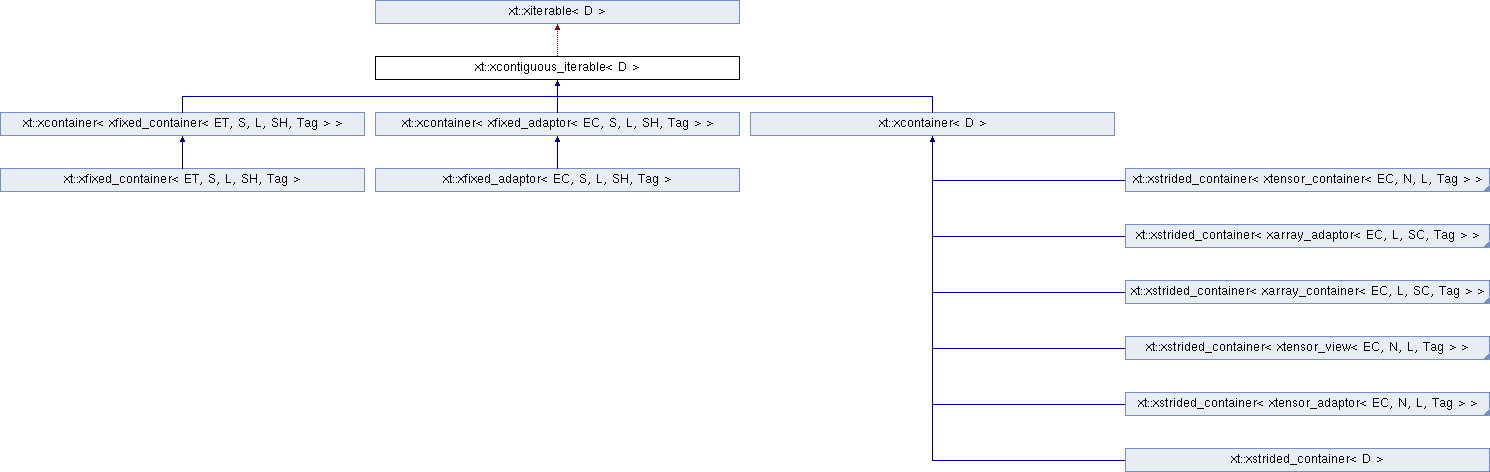 xt::xiterable< D >
xt::xcontiguous_iterable< D >
xt::xcontainer< xfixed_container< ET, S, L, SH, Tag > >
xt::xcontainer< xfixed_adaptor< EC, S, L, SH, Tag > >
xt::xcontainer< D >
xt::xfixed_container< ET, S, L, SH, Tag >
xt::xfixed_adaptor< EC, S, L, SH, Tag >
xt::xstrided_container< xtensor_container< EC, N, L, Tag > >
xt::xstrided_container< xarray_adaptor< EC, L, SC, Tag > >
xt::xstrided_container< xarray_container< EC, L, SC, Tag > >
xt::xstrided_container< xtensor_view< EC, N, L, Tag > >
xt::xstrided_container< xtensor_adaptor< EC, N, L, Tag > >
xt::xstrided_container< D >